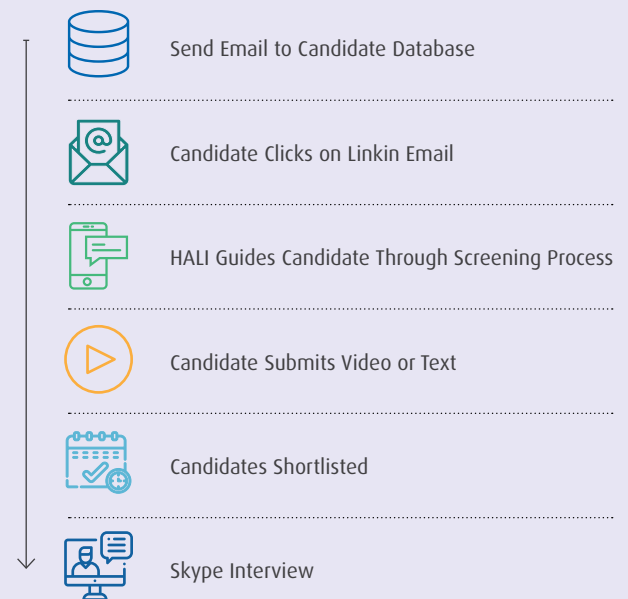 Send Email to Candidate Database
@
Candidate Clicks on Linkin Email
HALI Guides Candidate Through Screening Process
Candidate Submits Video or Text
Candidates Shortlisted
Skype Interview